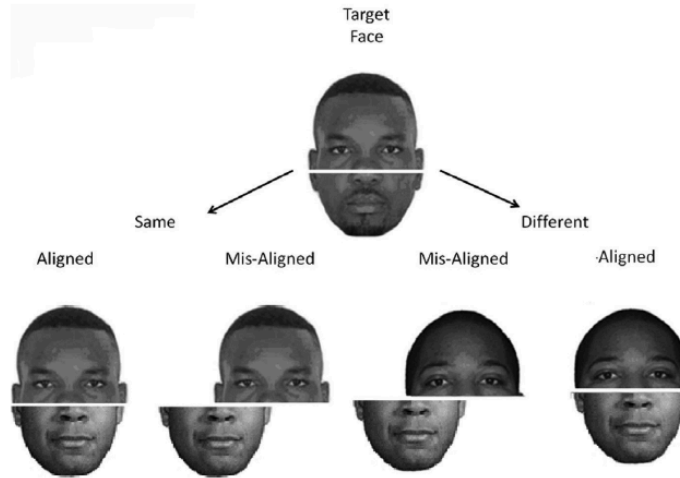 Target
Face
Same
Different
Aligned
Mis-Aligned
Mis-Aligned
-Aligned